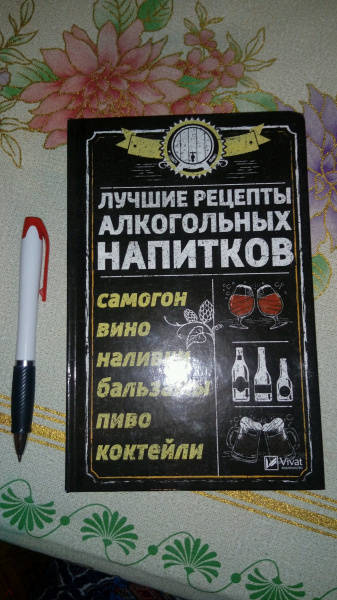 ЛУЧШИЕ РЕЦЕПТЫ
АЛКОГОЛЬНЫХ
НАПИТКОВ
самогон
вино
наливки
бальзамы
пиво
коктейли
Vivat